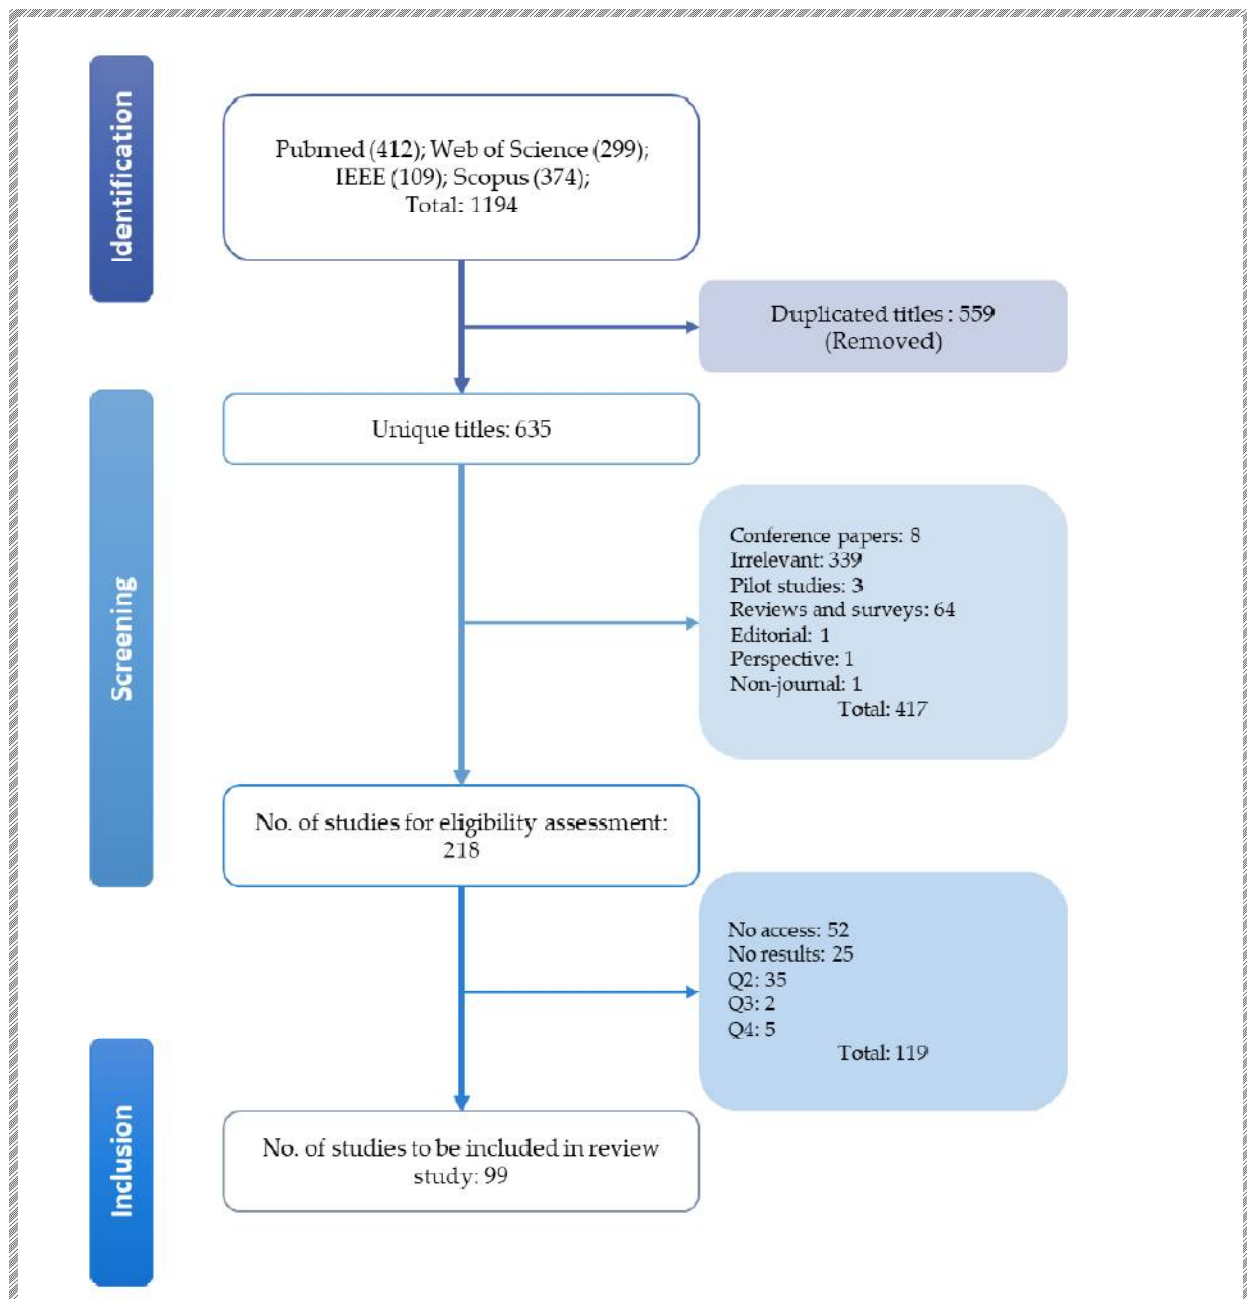 Identification
Pubmed (412); Web of Science (299);
IEEE (109); Scopus (374);
Total: 1194
Duplicated titles : 559
(Removed)
Screening
Unique titles: 635
Conference papers: 8
Irrelevant: 339
Pilot studies: 3
Reviews and surveys: 64
Editorial: 1
Perspective: 1
Non-journal: 1
Total: 417
No. of studies for eligibility assessment:
218
No access: 52
No results: 25
Q2: 35
Q3: 2
Q4: 5
Total: 119
Inclusion
No. of studies to be included in review
study: 99